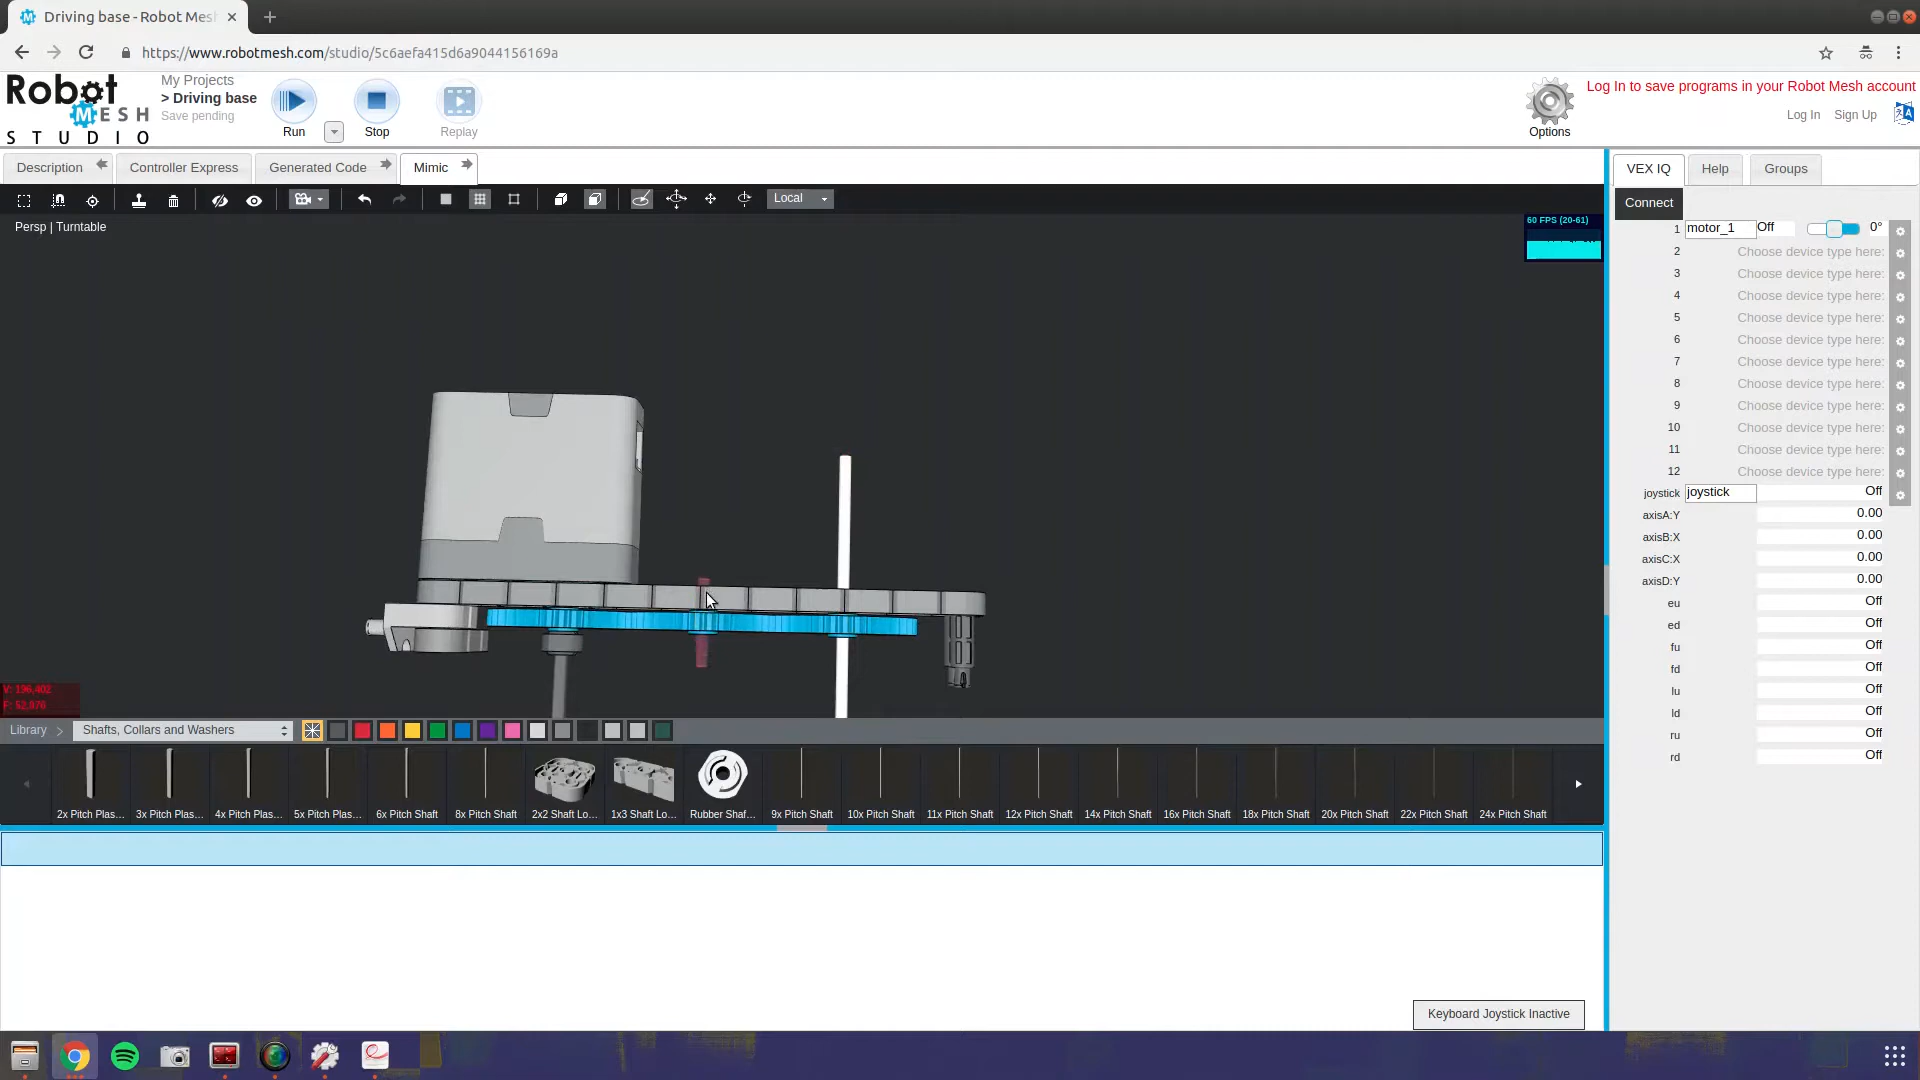 Driving base - Robot Mes
https://www.robotmesh.com/studio/5c6aefa415d6a9044156169a
Robot
MESH
STUDIO
My Projects
> Driving base
Save pending
Run
Stop
Replay
Options
Log In to save programs in your Robot Mesh account
Log In
Sign Up
Description
Controller Express
Generated Code
Mimic
Local
Persp | Turntable
60 FPS (20-61)
VEX IQ
Help
Groups
Connect
1 motor_1 Off 0°
2 Choose device type here:
3 Choose device type here:
4 Choose device type here:
5 Choose device type here:
6 Choose device type here:
7 Choose device type here:
8 Choose device type here:
9 Choose device type here:
10 Choose device type here:
11 Choose device type here:
12 Choose device type here:
joystick joystick Off
axisA:Y 0.00
axisB:X 0.00
axisC:X 0.00
axisD:Y 0.00
eu Off
ed Off
fu Off
fd Off
lu Off
ld Off
ru Off
rd Off
Library
Shafts, Collars and Washers
2x Pitch Plas...
3x Pitch Plas...
4x Pitch Plas...
5x Pitch Plas...
6x Pitch Shaft
8x Pitch Shaft
2x2 Shaft Lo...
1x3 Shaft Lo...
Rubber Shaf...
9x Pitch Shaft
10x Pitch Shaft
11x Pitch Shaft
12x Pitch Shaft
14x Pitch Shaft
16x Pitch Shaft
18x Pitch Shaft
20x Pitch Shaft
22x Pitch Shaft
24x Pitch Shaft
Keyboard Joystick Inactive